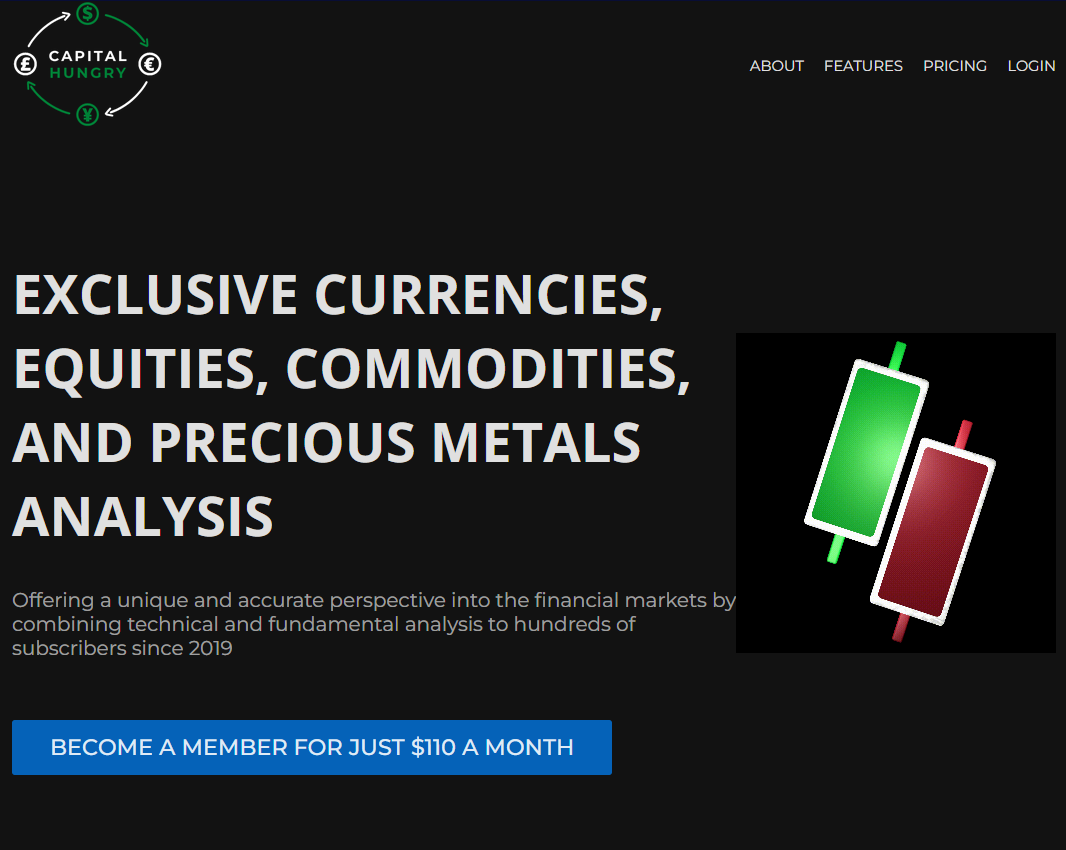 $
£ CAPITAL €
HUNGRY
¥
ABOUT FEATURES PRICING LOGIN
EXCLUSIVE CURRENCIES,
EQUITIES, COMMODITIES,
AND PRECIOUS METALS
ANALYSIS
Offering a unique and accurate perspective into the financial markets by
combining technical and fundamental analysis to hundreds of
subscribers since 2019
BECOME A MEMBER FOR JUST $110 A MONTH